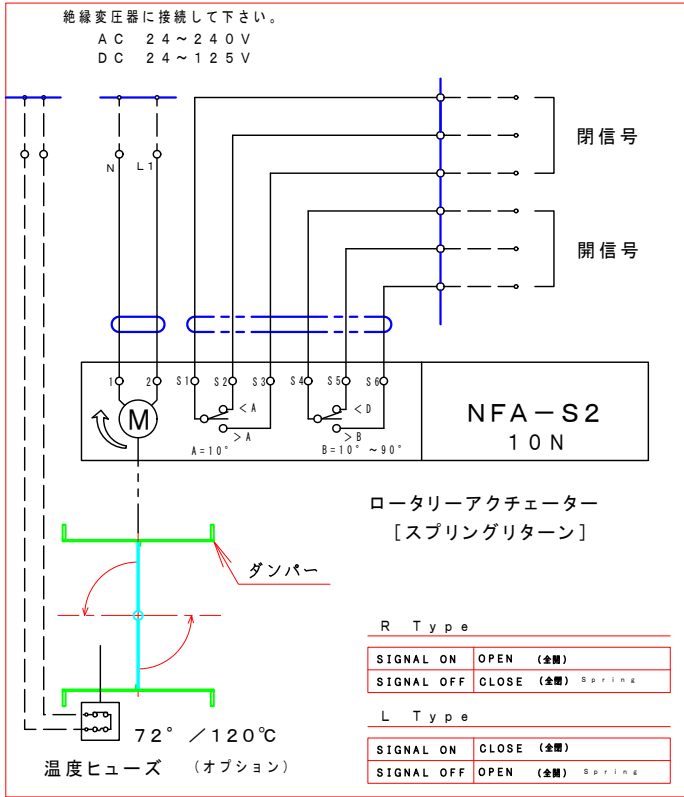 絶縁変圧器に接続して下さい。
AC 24～240V
DC 24～125V
N
L1
閉信号
開信号
1 2 S1 S2 S3 S4 S5 S6
M
<A
>A
A=10°
<D
>B
B=10° ～90°
NFA－S2
10N
ロータリーアクチェーター
［スプリングリターン］
ダンパー
R Type
SIGNAL ON OPEN (全開)
SIGNAL OFF CLOSE (全閉) Spring
L Type
SIGNAL ON CLOSE (全閉)
SIGNAL OFF OPEN (全開) Spring
72° /120℃
温度ヒューズ (オプション)